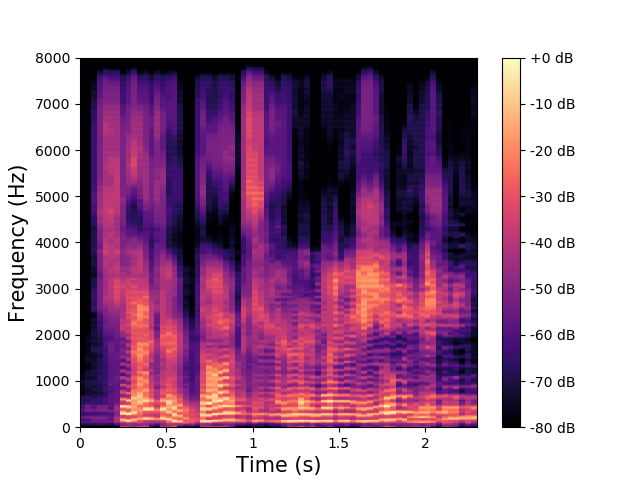 8000
7000
6000
5000
4000
3000
2000
1000
0
Frequency (Hz)
0
0.5
1
1.5
2
Time (s)
+0 dB
-10 dB
-20 dB
-30 dB
-40 dB
-50 dB
-60 dB
-70 dB
-80 dB